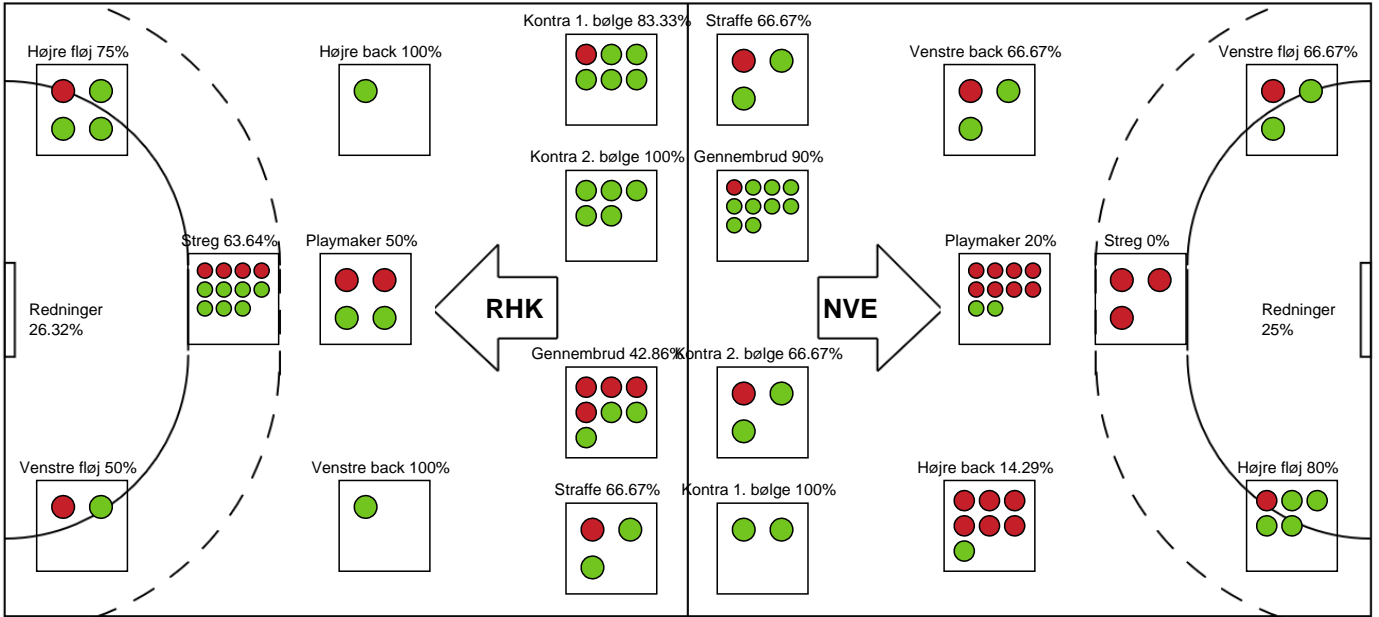 Kontra 1. bølge 83.33%
Straffe 66.67%
Højre fløj 75%
Højre back 100%
Venstre back 66.67%
Venstre fløj 66.67%
Kontra 2. bølge 100%
Gennembrud 90%
Streg 63.64%
Playmaker 50%
Playmaker 20%
Streg 0%
Redninger
26.32%
RHK
NVE
Redninger
25%
Gennembrud 42.86%
Kontra 2. bølge 66.67%
Venstre fløj 50%
Venstre back 100%
Straffe 66.67%
Kontra 1. bølge 100%
Højre back 14.29%
Højre fløj 80%